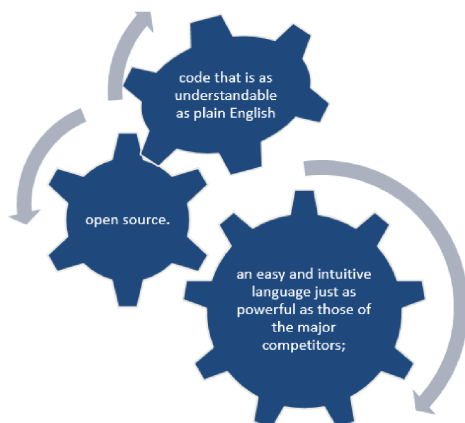 code that is as
understandable
as plain English
open source.
an easy and intuitive
language just as
powerful as those of
the major
competitors;